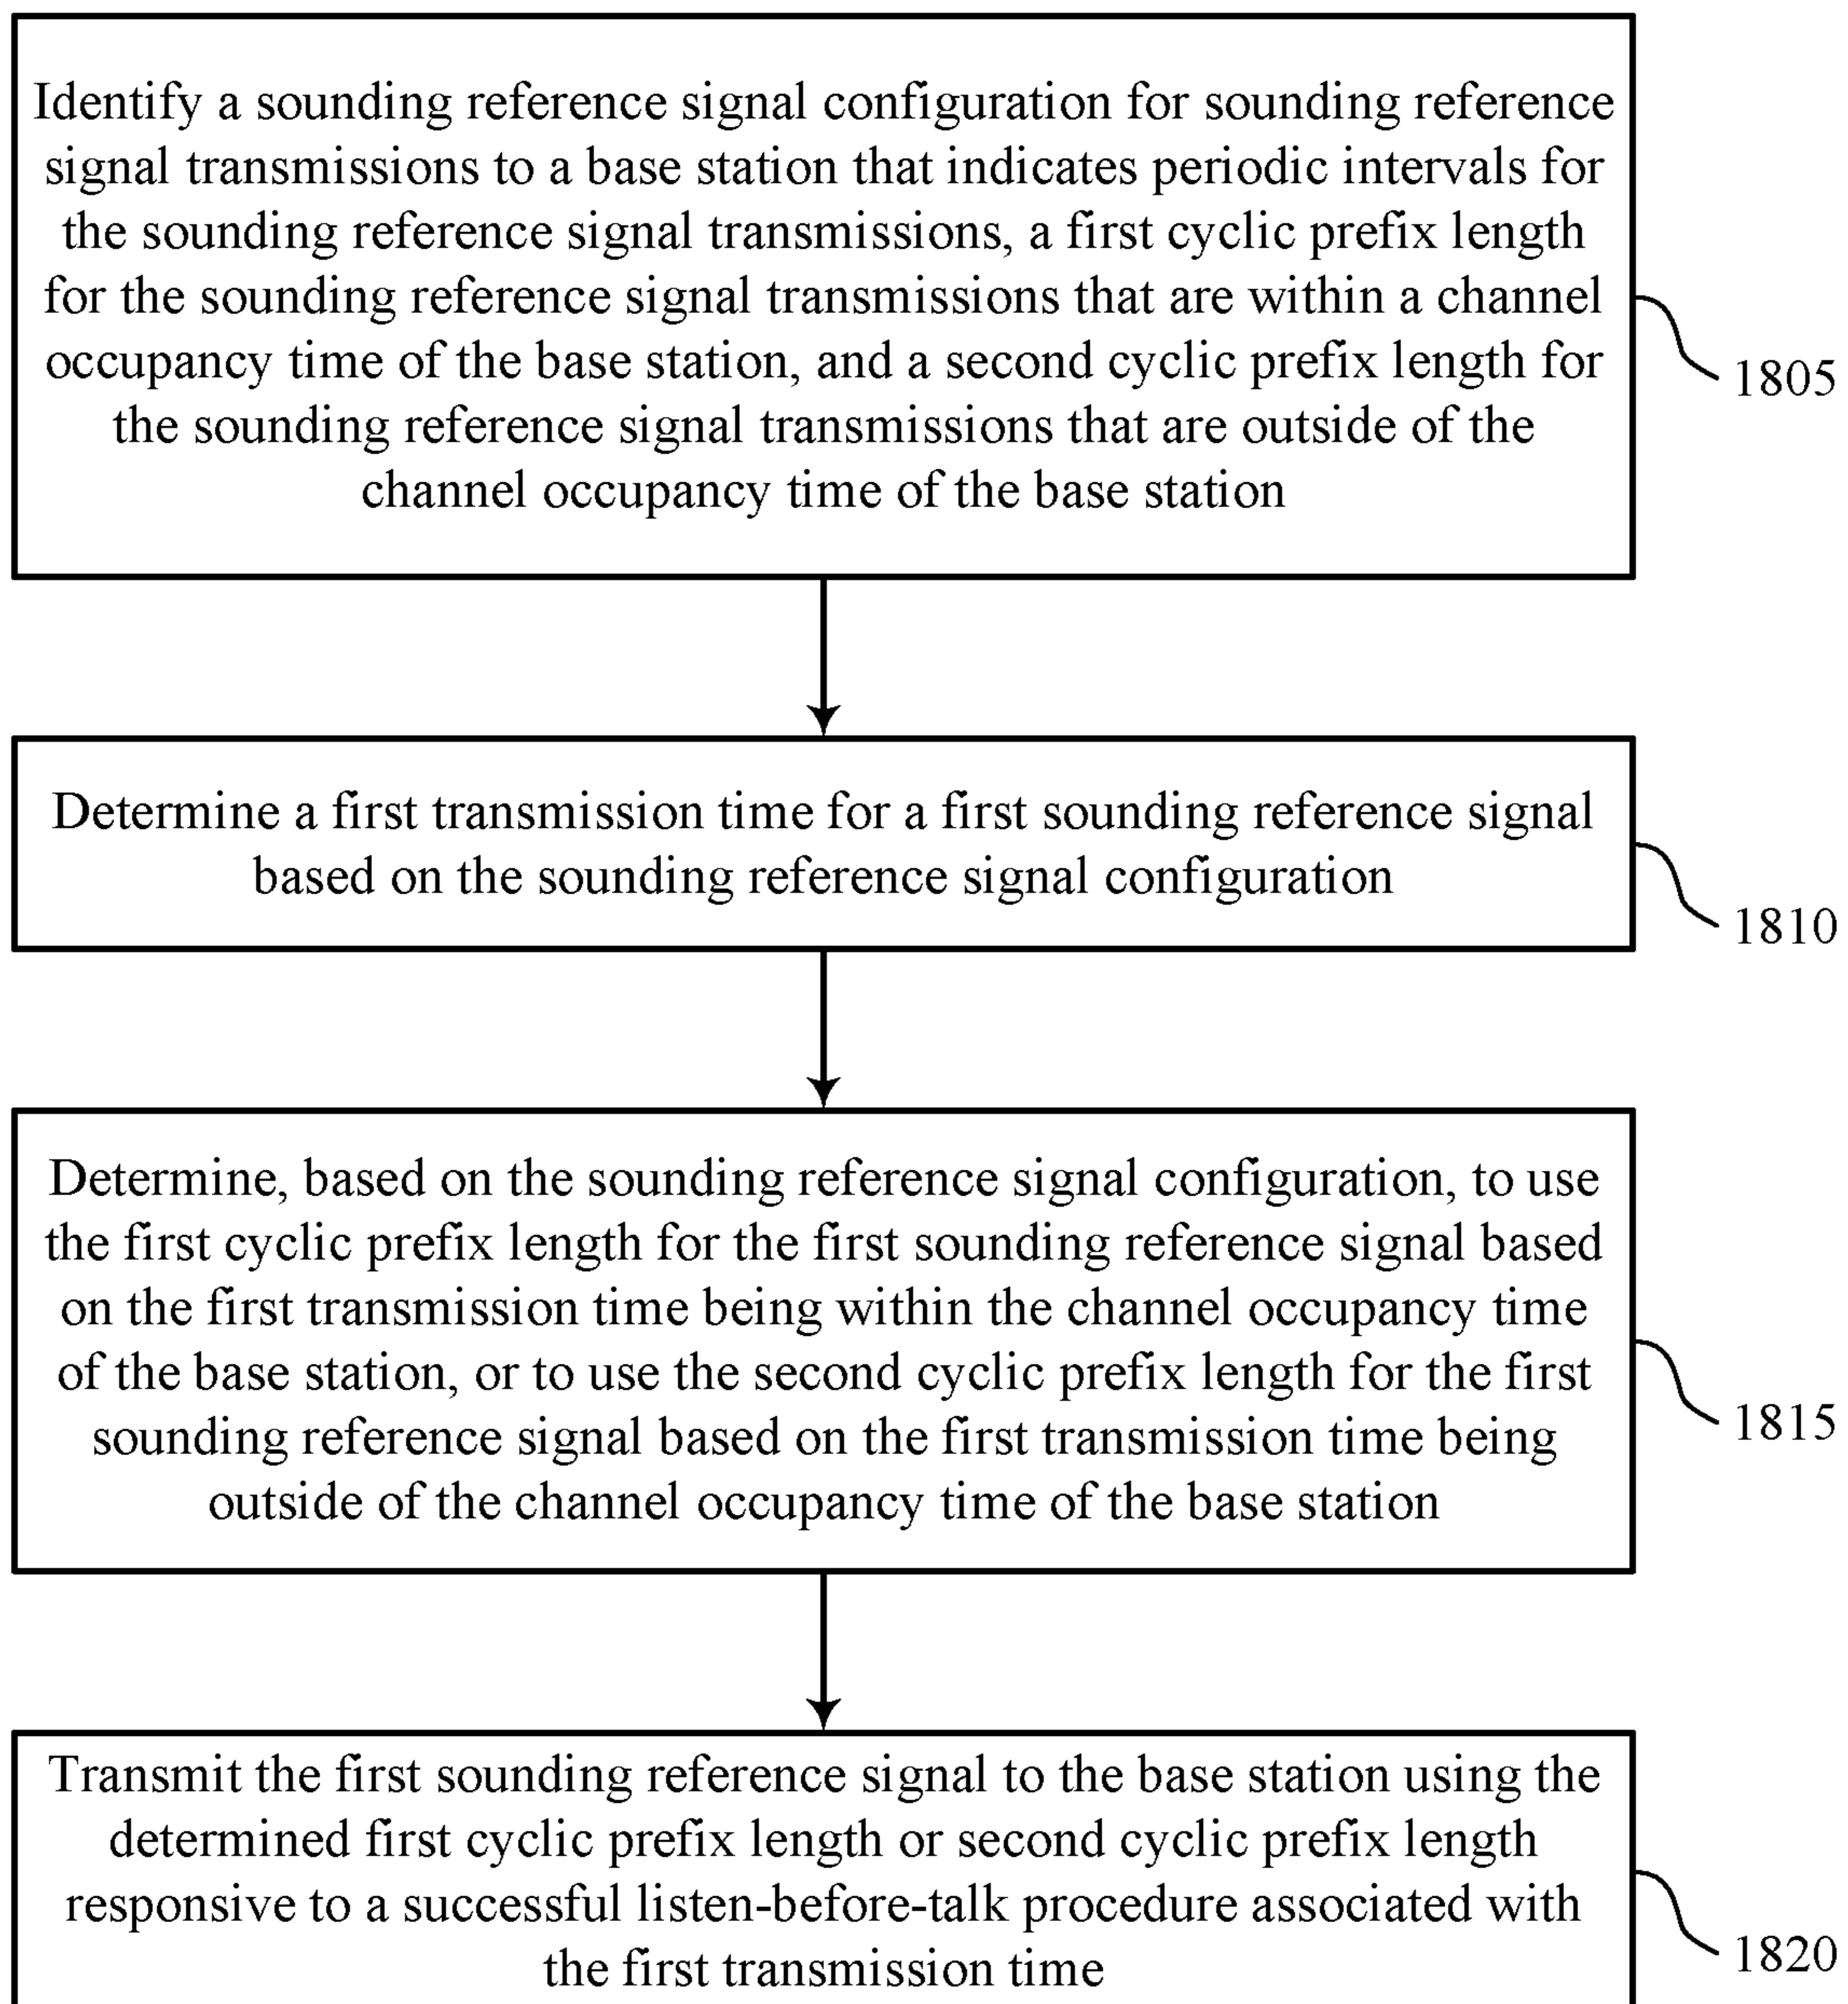 Identify a sounding reference signal configuration for sounding reference
signal transmissions to a base station that indicates periodic intervals for
the sounding reference signal transmissions, a first cyclic prefix length
for the sounding reference signal transmissions that are within a channel
occupancy time of the base station, and a second cyclic prefix length for
the sounding reference signal transmissions that are outside of the
channel occupancy time of the base station
1805
Determine a first transmission time for a first sounding reference signal
based on the sounding reference signal configuration
1810
Determine, based on the sounding reference signal configuration, to use
the first cyclic prefix length for the first sounding reference signal based
on the first transmission time being within the channel occupancy time
of the base station, or to use the second cyclic prefix length for the first
sounding reference signal based on the first transmission time being
outside of the channel occupancy time of the base station
1815
Transmit the first sounding reference signal to the base station using the
determined first cyclic prefix length or second cyclic prefix length
responsive to a successful listen-before-talk procedure associated with
the first transmission time
1820